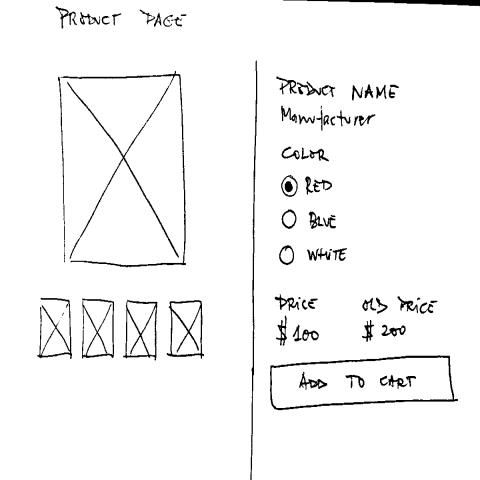 PRODUCT PAGE
PRODUCT NAME
Manufacturer
COLOR
RED
BLUE
WHITE
PRICE OLD PRICE
$100 $200
ADD TO CART